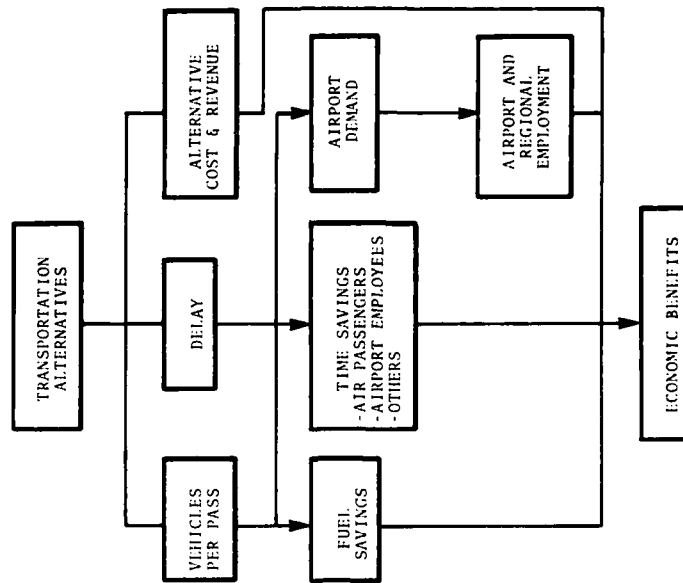 TRANSPORTATION
ALTERNATIVES
VEHICLES
PER PASS
DELAY
ALTERNATIVE
COST & REVENUE
FUEL
SAVINGS
TIME SAVINGS
-AIR PASSENGERS
-AIRPORT EMPLOYEES
-OTHERS
AIRPORT
DEMAND
AIRPORT AND
REGIONAL
EMPLOYMENT
ECONOMIC BENEFITS